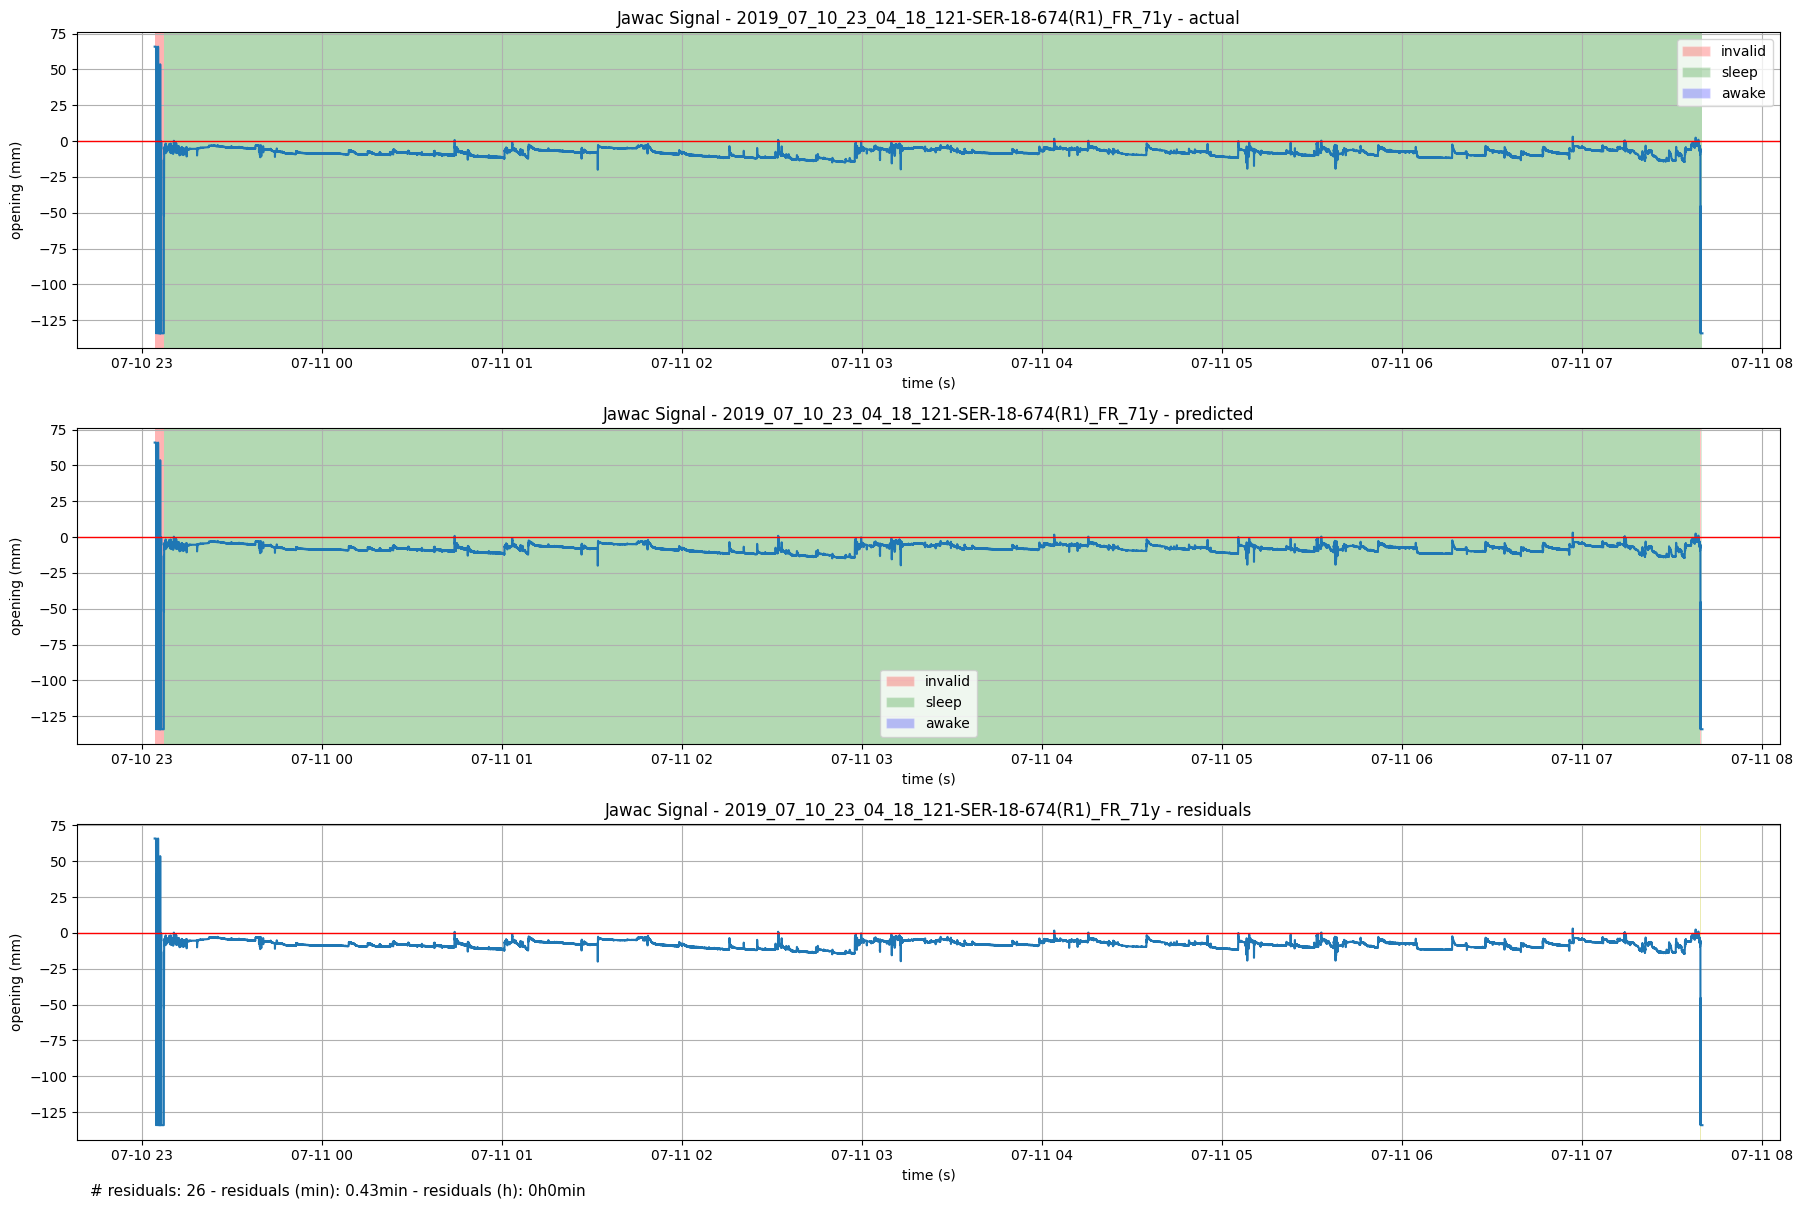 Jawac Signal - 2019_07_10_23_04_18_121-SER-18-674(R1)_FR_71y - actual
75
50
25
0
−25
−50
−75
−100
−125
opening (mm)
invalid
sleep
awake
07-10 23 07-11 00 07-11 01 07-11 02 07-11 03 07-11 04 07-11 05 07-11 06 07-11 07 07-11 08
time (s)
Jawac Signal - 2019_07_10_23_04_18_121-SER-18-674(R1)_FR_71y - predicted
75
50
25
0
−25
−50
−75
−100
−125
opening (mm)
invalid
sleep
awake
07-10 23 07-11 00 07-11 01 07-11 02 07-11 03 07-11 04 07-11 05 07-11 06 07-11 07 07-11 08
time (s)
Jawac Signal - 2019_07_10_23_04_18_121-SER-18-674(R1)_FR_71y - residuals
75
50
25
0
−25
−50
−75
−100
−125
opening (mm)
07-10 23 07-11 00 07-11 01 07-11 02 07-11 03 07-11 04 07-11 05 07-11 06 07-11 07 07-11 08
time (s)
# residuals: 26 - residuals (min): 0.43min - residuals (h): 0h0min